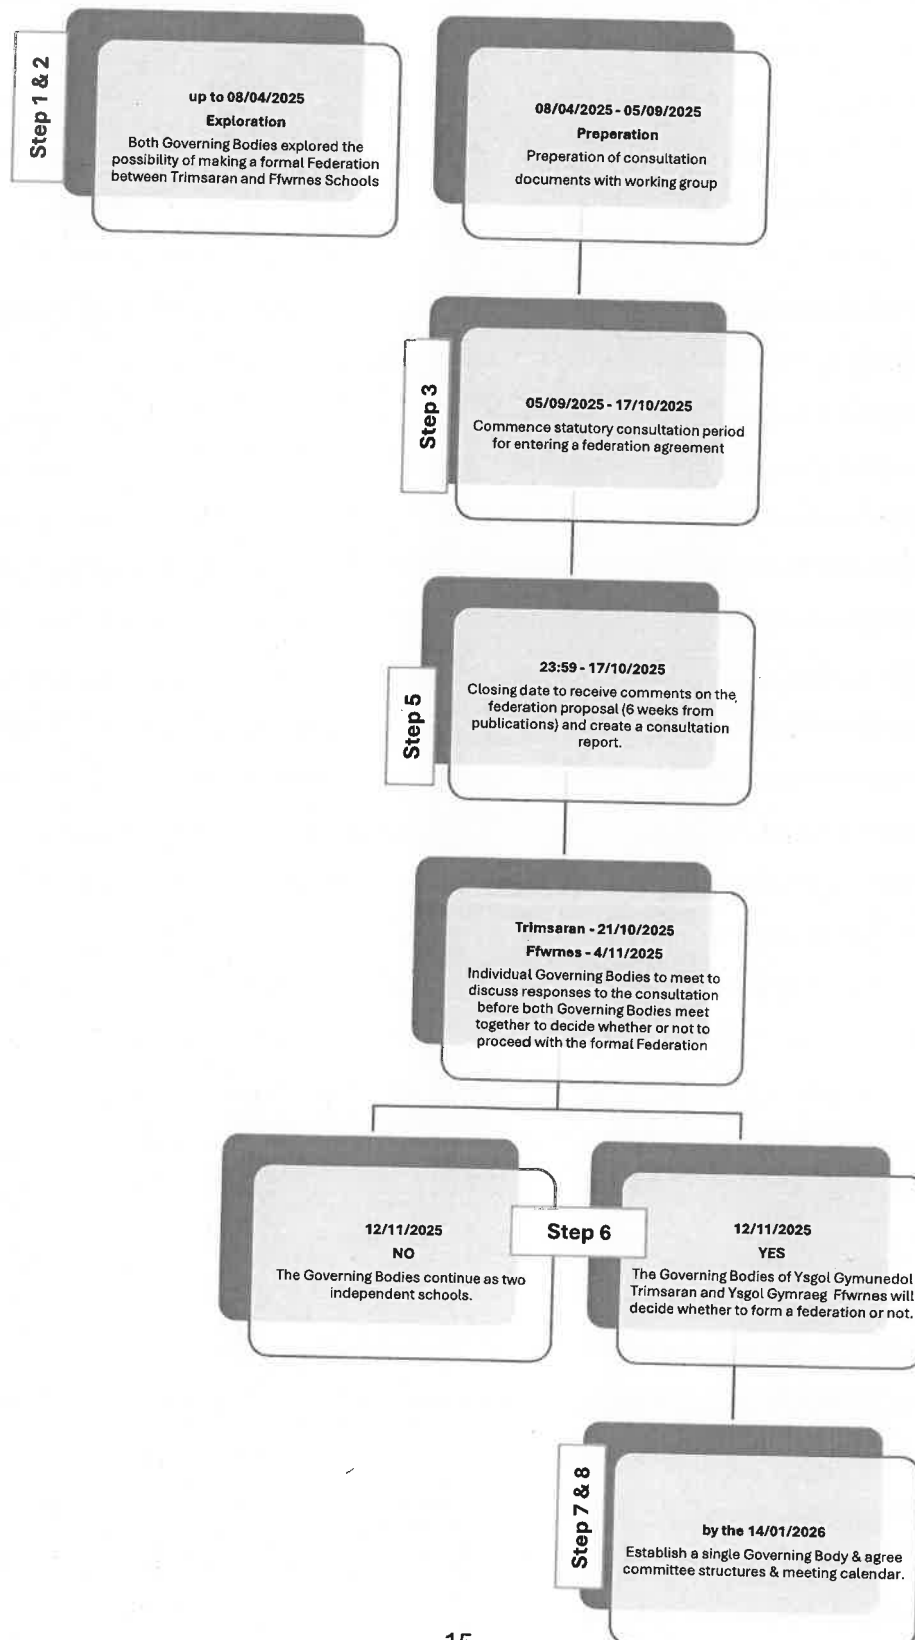 Step 1 & 2
up to 08/04/2025
Exploration
Both Governing Bodies explored the
possibility of making a formal Federation
between Trimsaran and Ffwrnes Schools
08/04/2025 - 05/09/2025
Preperation
Preperation of consultation
documents with working group
Step 3
05/09/2025 - 17/10/2025
Commence statutory consultation period
for entering a federation agreement
Step 5
23:59 - 17/10/2025
Closing date to receive comments on the
federation proposal (6 weeks from
publications) and create a consultation
report.
Trimsaran - 21/10/2025
Ffwrnes - 4/11/2025
Individual Governing Bodies to meet to
discuss responses to the consultation
before both Governing Bodies meet
together to decide whether or not to
proceed with the formal Federation
12/11/2025
NO
The Governing Bodies continue as two
independent schools.
Step 6
12/11/2025
YES
The Governing Bodies of Ysgol Gymunedol
Trimsaran and Ysgol Gymraeg Ffwrnes will
decide whether to form a federation or not.
Step 7 & 8
by the 14/01/2026
Establish a single Governing Body & agree
committee structures & meeting calendar.
15